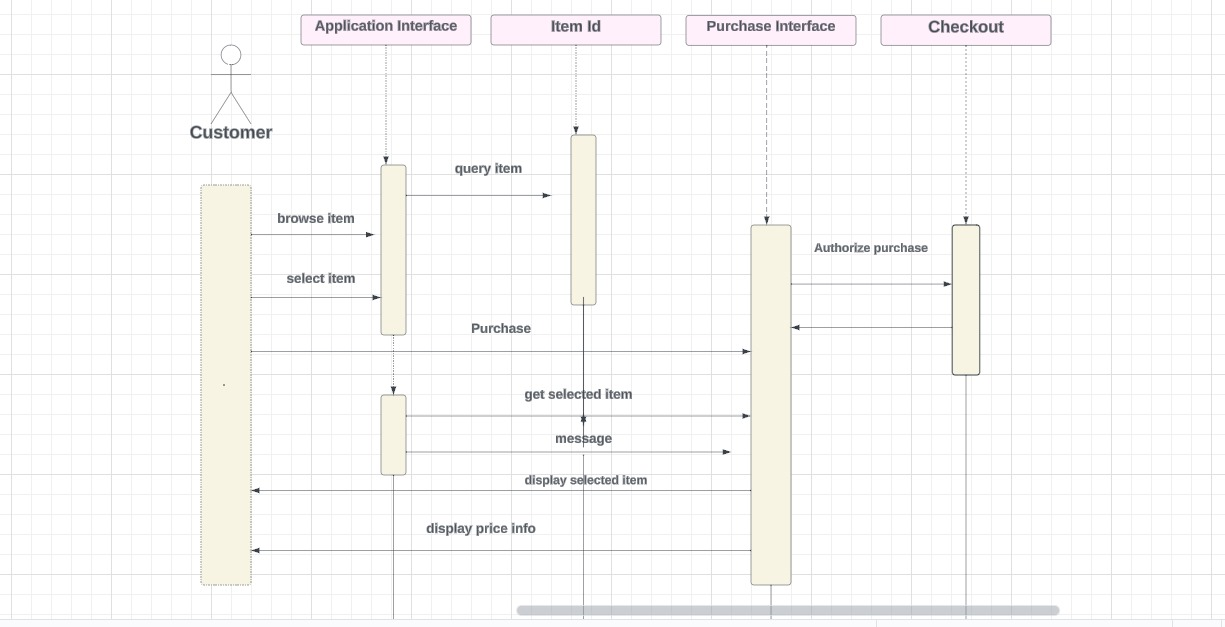 Application Interface
Item Id
Purchase Interface
Checkout
Customer
query item
browse item
Authorize purchase
select item
Purchase
get selected item
message
display selected item
display price info